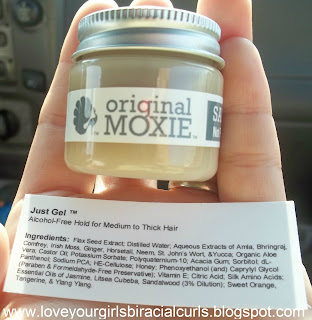 original
MOXIE™
SA
Net
Just Gel ™
Alcohol-Free Hold for Medium to Thick Hair
Ingredients: Flax Seed Extract; Distilled Water; Aqueous Extracts of Amla, Bhringraj,
Comfrey, Irish Moss, Ginger, Horsetail, Neem, St. John's Wort, &Yucca; Organic Aloe
Vera; Castor Oil; Potassium Sorbate; Polyquaternium-10; Acacia Gum; Sorbitol; dL-
Panthenol; Sodium PCA, HE-Cellulose; Honey; Phenoxyethanol (and) Caprylyl Glycol
(Paraben & Formeldahyde-Free Preservative); Vitamin E; Citric Acid; Silk Amino Acids;
Essential Oils of Jasmine, Litsea Cubeba, Sandalwood (3% Dilution); Sweet Orange,
Tangerine, & Ylang Ylang.
www.loveyourgirlsbiracialcurls.blogspot.com